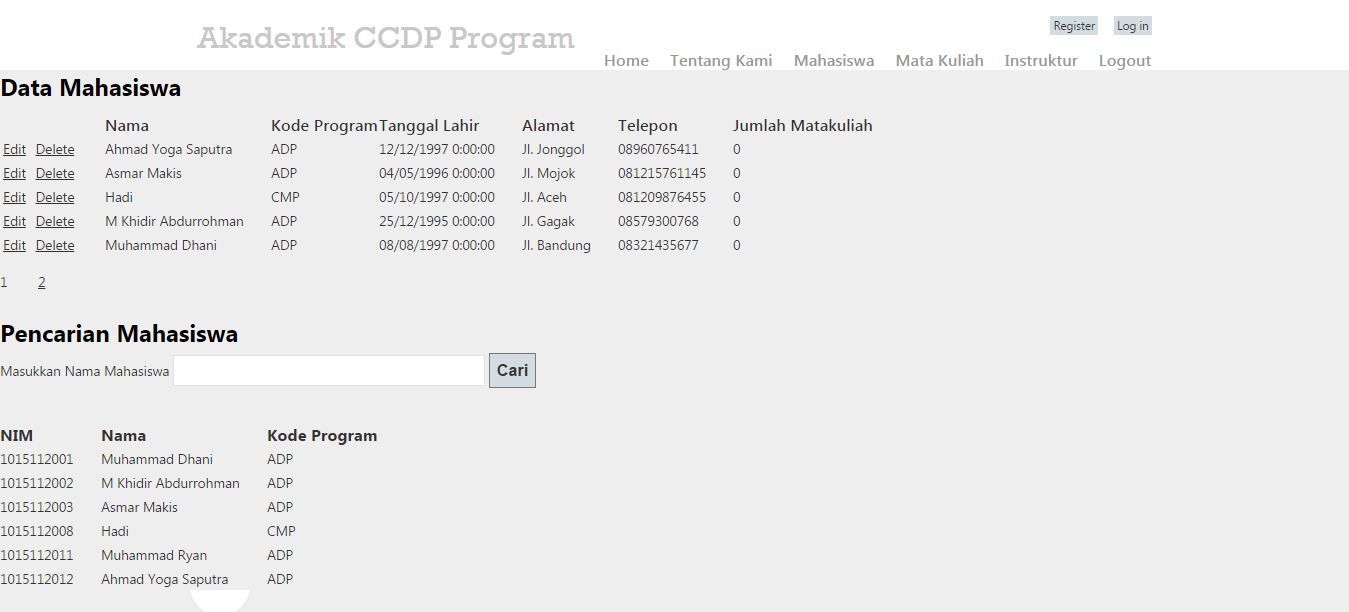 Register Log in
Akademik CCDP Program
Home Tentang Kami Mahasiswa Mata Kuliah Instruktur Logout
Data Mahasiswa
Nama Kode Program Tanggal Lahir Alamat Telepon Jumlah Matakuliah
Edit Delete Ahmad Yoga Saputra ADP 12/12/1997 0:00:00 Jl. Jonggol 08960765411 0
Edit Delete Asmar Makis ADP 04/05/1996 0:00:00 Jl. Mojok 081215761145 0
Edit Delete Hadi CMP 05/10/1997 0:00:00 Jl. Aceh 081209876455 0
Edit Delete M Khidir Abdurrohman ADP 25/12/1995 0:00:00 Jl. Gagak 08579300768 0
Edit Delete Muhammad Dhani ADP 08/08/1997 0:00:00 Jl. Bandung 08321435677 0
1 2
Pencarian Mahasiswa
Masukkan Nama Mahasiswa Cari
NIM Nama Kode Program
1015112001 Muhammad Dhani ADP
1015112002 M Khidir Abdurrohman ADP
1015112003 Asmar Makis ADP
1015112008 Hadi CMP
1015112011 Muhammad Ryan ADP
1015112012 Ahmad Yoga Saputra ADP